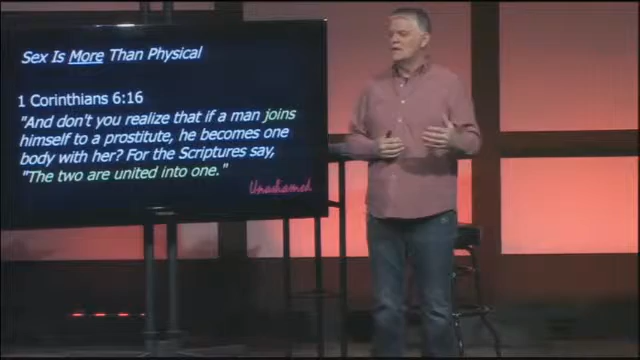 Sex Is More Than Physical
1 Corinthians 6:16
"And don't you realize that if a man joins
himself to a prostitute, he becomes one
body with her? For the Scriptures say,
"The two are united into one."
Unashamed